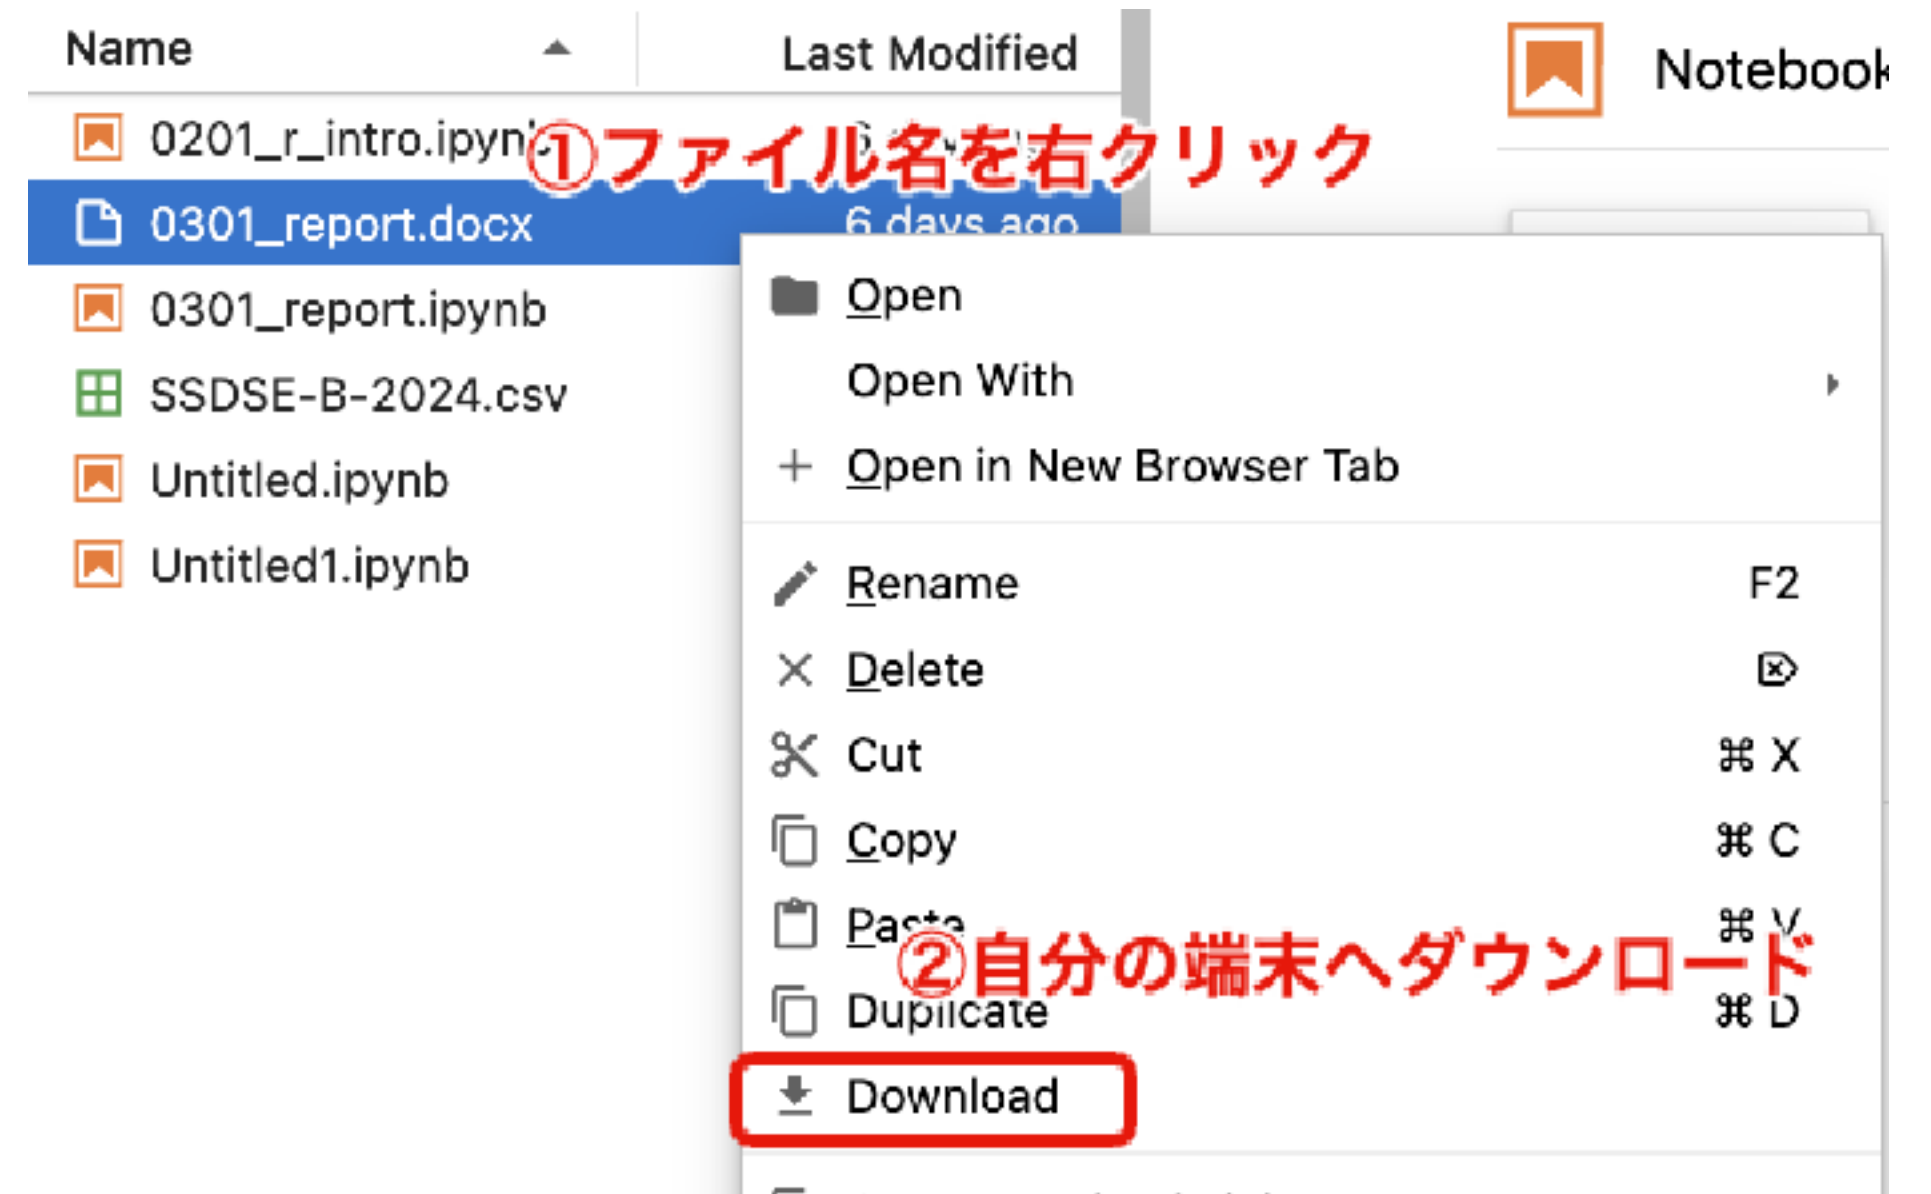 Name
Last Modified
Notebook
0201_r_intro.ipynb
①ファイル名を右クリック
0301_report.docx
6 days ago
0301_report.ipynb
SSDSE-B-2024.csv
Untitled.ipynb
Untitled1.ipynb
Open
Open With
Open in New Browser Tab
Rename F2
Delete
Cut ⌘ X
Copy ⌘ C
Paste ⌘ V
②自分の端末へダウンロード
Duplicate ⌘ D
Download